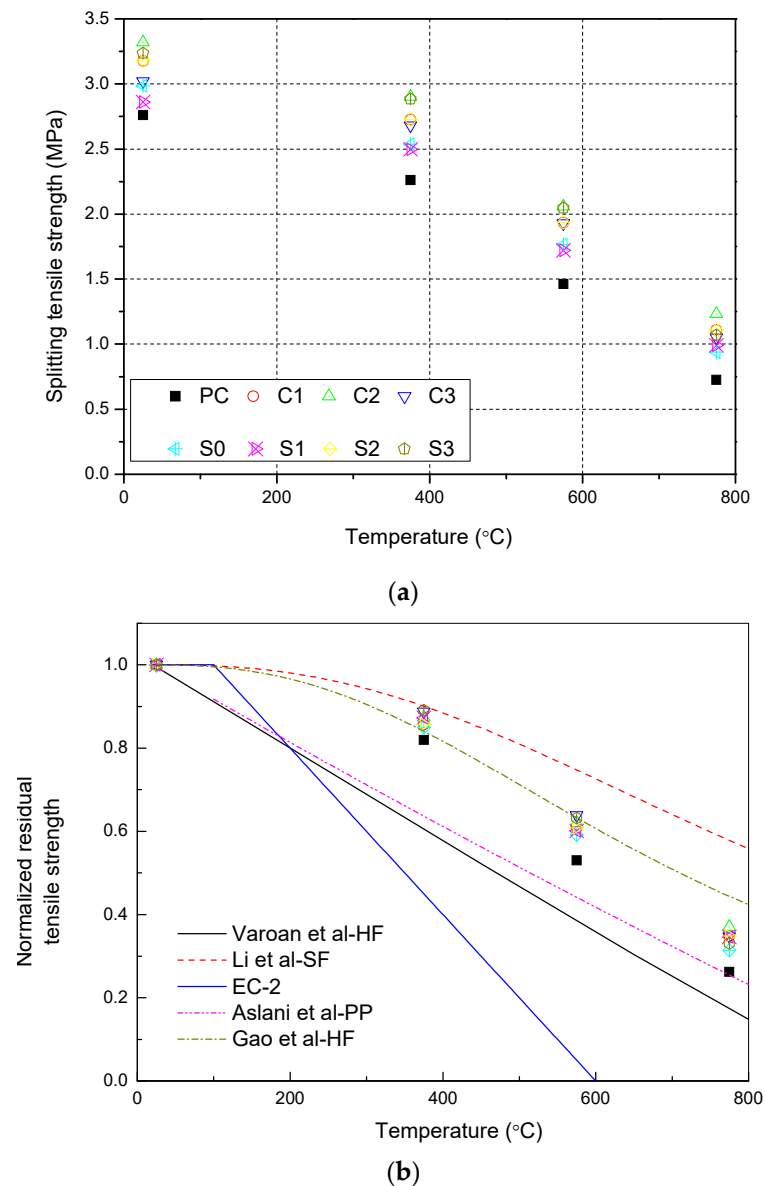 3.5
3.0
2.5
2.0
1.5
1.0
0.5
0.0
Splitting tensile strength (MPa)
PC C1 C2 C3
S0 S1 S2 S3
0 200 400 600 800
Temperature (°C)
(a)
1.0
0.8
0.6
0.4
0.2
0.0
Normalized residual
tensile strength
Varoan et al-HF
Li et al-SF
EC-2
Aslani et al-PP
Gao et al-HF
0 200 400 600 800
Temperature (°C)
(b)